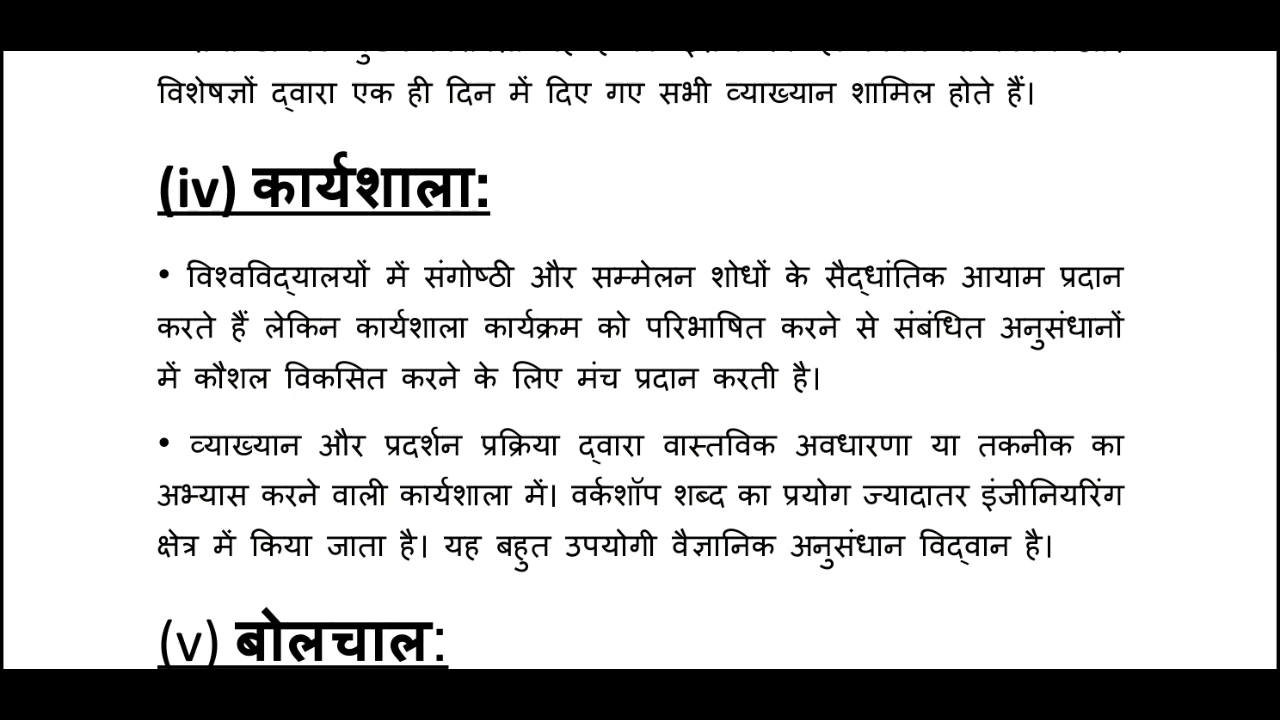 विशेषज्ञों द्वारा एक ही दिन में दिए गए सभी व्याख्यान शामिल होते हैं।
(iv) कार्यशाला:
• विश्वविद्यालयों में संगोष्ठी और सम्मेलन शोधों के सैद्धांतिक आयाम प्रदान
करते हैं लेकिन कार्यशाला कार्यक्रम को परिभाषित करने से संबंधित अनुसंधानों
में कौशल विकसित करने के लिए मंच प्रदान करती है।
• व्याख्यान और प्रदर्शन प्रक्रिया द्वारा वास्तविक अवधारणा या तकनीक का
अभ्यास करने वाली कार्यशाला में। वर्कशॉप शब्द का प्रयोग ज्यादातर इंजीनियरिंग
क्षेत्र में किया जाता है। यह बहुत उपयोगी वैज्ञानिक अनुसंधान विद्वान है।
(v) बोलचाल: